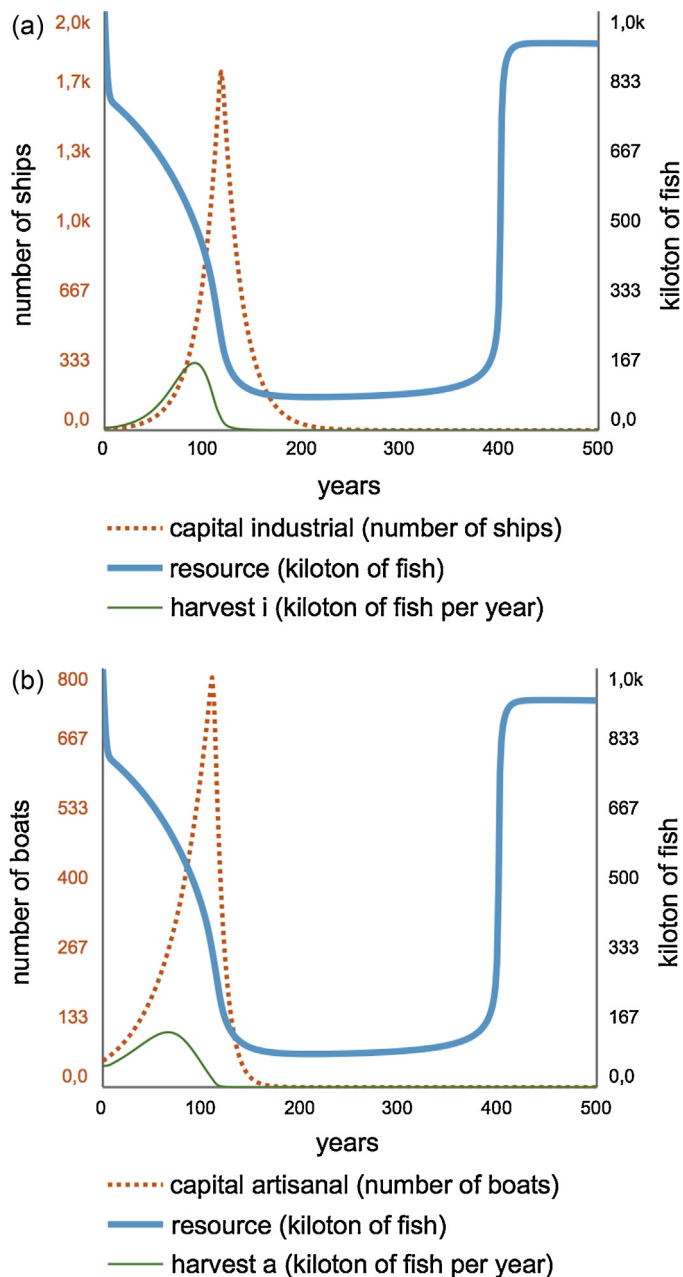 (a)
2,0k
1,7k
1,3k
1,0k
667
333
0,0
number of ships
1,0k
833
667
500
333
167
0,0
kiloton of fish
0 100 200 300 400 500
years
capital industrial (number of ships)
resource (kiloton of fish)
harvest i (kiloton of fish per year)
(b)
800
667
533
400
267
133
0,0
number of boats
1,0k
833
667
500
333
167
0,0
kiloton of fish
0 100 200 300 400 500
years
capital artisanal (number of boats)
resource (kiloton of fish)
harvest a (kiloton of fish per year)